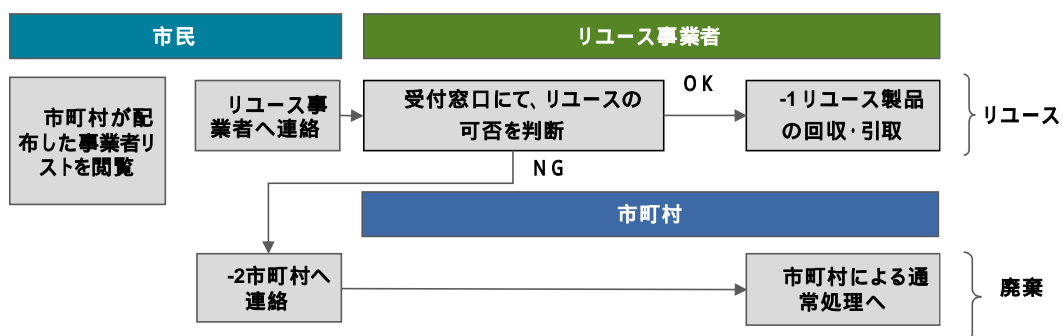 市民
リユース事業者
市町村が配
布した事業者リ
ストを閲覧
リユース事
業者へ連絡
受付窓口にて、リユースの
可否を判断
OK
-1リユース製品
の回収・引取
リユース
NG
市町村
-2市町村へ
連絡
市町村による通
常処理へ
廃棄